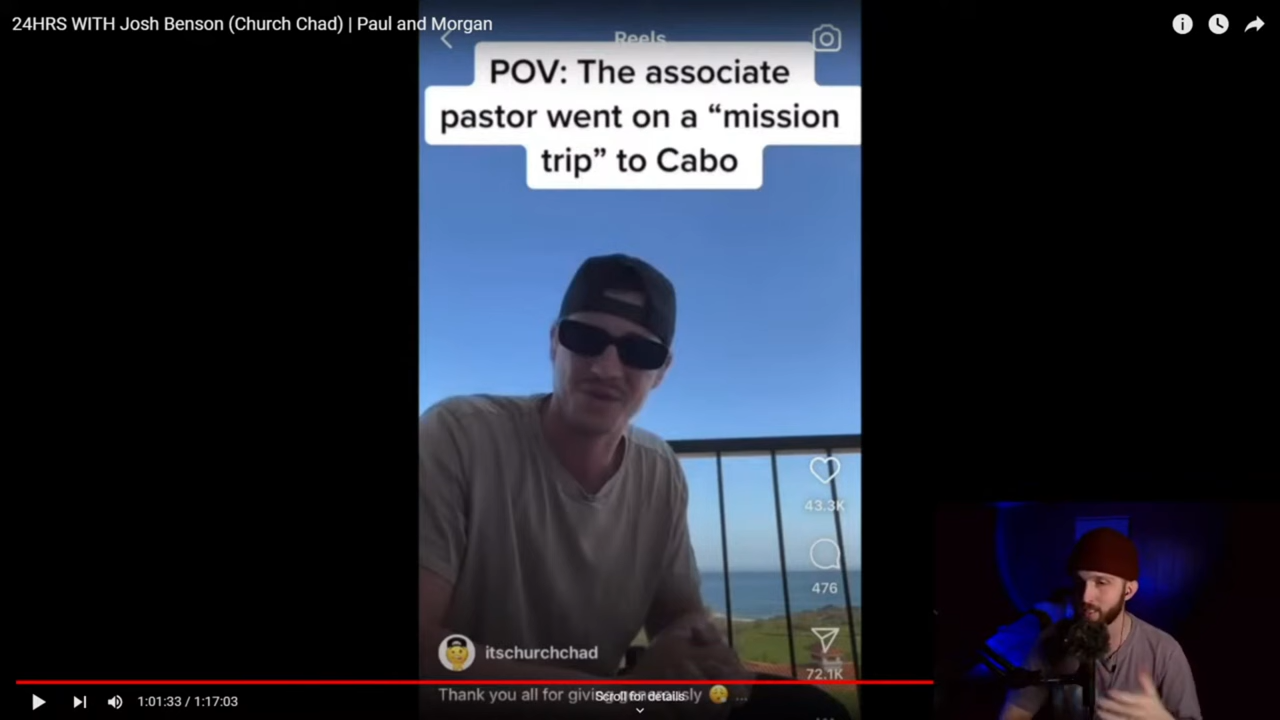 24HRS WITH Josh Benson (Church Chad) | Paul and Morgan
Reels
POV: The associate
pastor went on a “mission
trip” to Cabo
43.3K
476
itschurchchad
72.1K
Thank you all for giving generously 😮‍💨 ...
Scroll for details
1:01:33 / 1:17:03